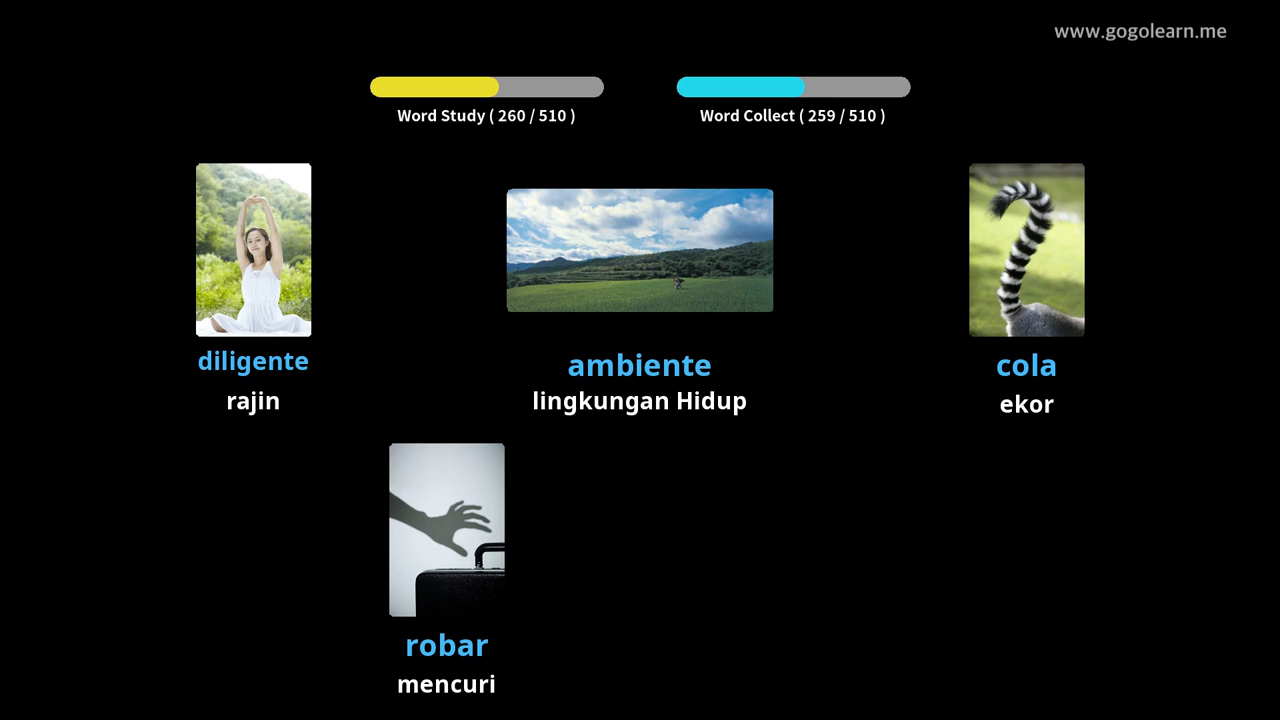 www.gogolearn.me
Word Study ( 260 / 510 )
Word Collect ( 259 / 510 )
diligente
rajin
ambiente
lingkungan Hidup
cola
ekor
robar
mencuri